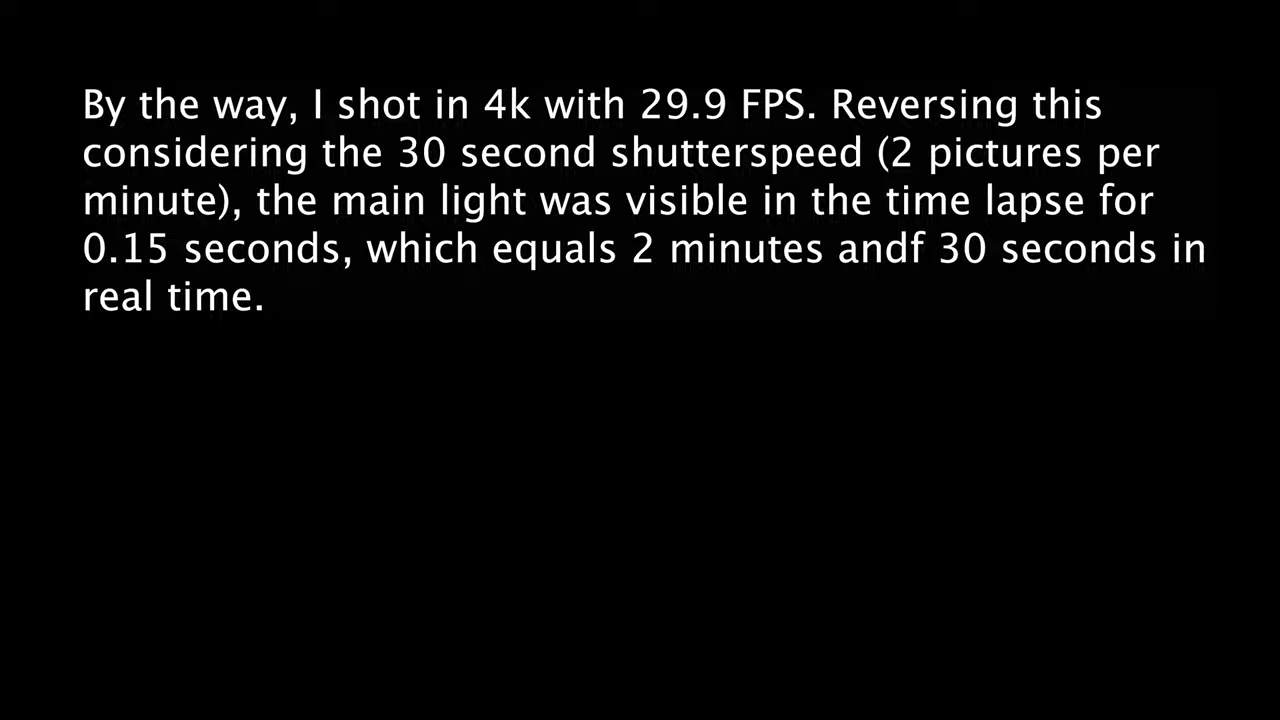 By the way, I shot in 4k with 29.9 FPS. Reversing this
considering the 30 second shutterspeed (2 pictures per
minute), the main light was visible in the time lapse for
0.15 seconds, which equals 2 minutes andf 30 seconds in
real time.